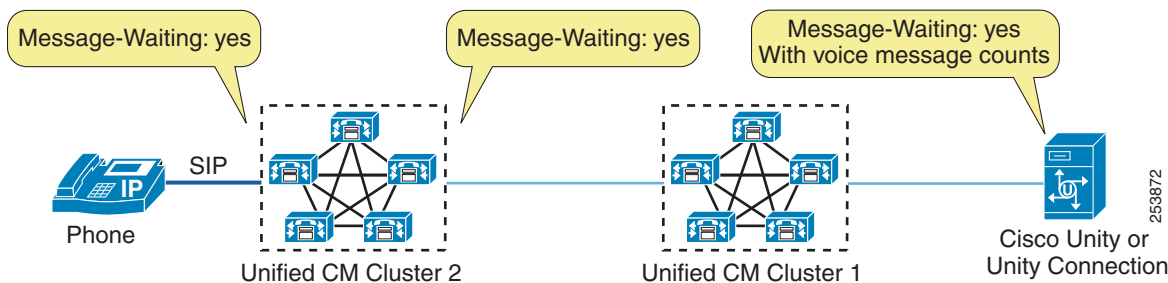 Message-Waiting: yes
Message-Waiting: yes
Message-Waiting: yes
With voice message counts
SIP
IP
U
Phone
Unified CM Cluster 2
Unified CM Cluster 1
Cisco Unity or
Unity Connection
253872